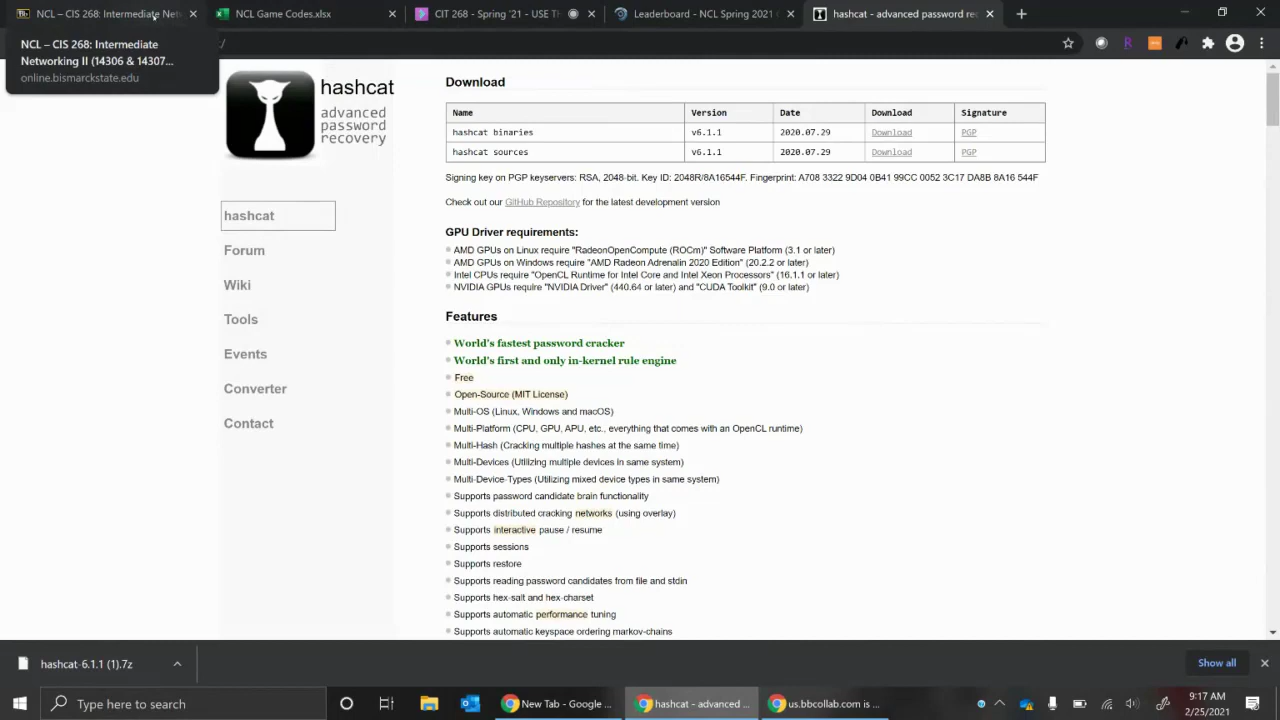 NCL – CIS 268: Intermediate Net
NCL Game Codes.xlsx
CIT 268 - Spring '21 - USE TH
Leaderboard - NCL Spring 2021 
hashcat - advanced password re
NCL – CIS 268: Intermediate
Networking II (14306 & 14307...
online.bismarckstate.edu
/
hashcat
advanced
password
recovery
hashcat
Forum
Wiki
Tools
Events
Converter
Contact
Download
Name Version Date Download Signature
hashcat binaries v6.1.1 2020.07.29 Download PGP
hashcat sources v6.1.1 2020.07.29 Download PGP
Signing key on PGP keyservers: RSA, 2048-bit. Key ID: 2048R/8A16544F. Fingerprint: A708 3322 9D04 0B41 99CC 0052 3C17 DA8B 8A16 544F
Check out our GitHub Repository for the latest development version
GPU Driver requirements:
AMD GPUs on Linux require "RadeonOpenCompute (ROCm)" Software Platform (3.1 or later)
AMD GPUs on Windows require "AMD Radeon Adrenalin 2020 Edition" (20.2.2 or later)
Intel CPUs require "OpenCL Runtime for Intel Core and Intel Xeon Processors" (16.1.1 or later)
NVIDIA GPUs require "NVIDIA Driver" (440.64 or later) and "CUDA Toolkit" (9.0 or later)
Features
World's fastest password cracker
World's first and only in-kernel rule engine
Free
Open-Source (MIT License)
Multi-OS (Linux, Windows and macOS)
Multi-Platform (CPU, GPU, APU, etc., everything that comes with an OpenCL runtime)
Multi-Hash (Cracking multiple hashes at the same time)
Multi-Devices (Utilizing multiple devices in same system)
Multi-Device-Types (Utilizing mixed device types in same system)
Supports password candidate brain functionality
Supports distributed cracking networks (using overlay)
Supports interactive pause / resume
Supports sessions
Supports restore
Supports reading password candidates from file and stdin
Supports hex-salt and hex-charset
Supports automatic performance tuning
Supports automatic keyspace ordering markov-chains
hashcat-6.1.1 (1).7z
Show all
Type here to search
New Tab - Google ...
hashcat - advanced ...
us.bbcollab.com is ...
9:17 AM
2/25/2021